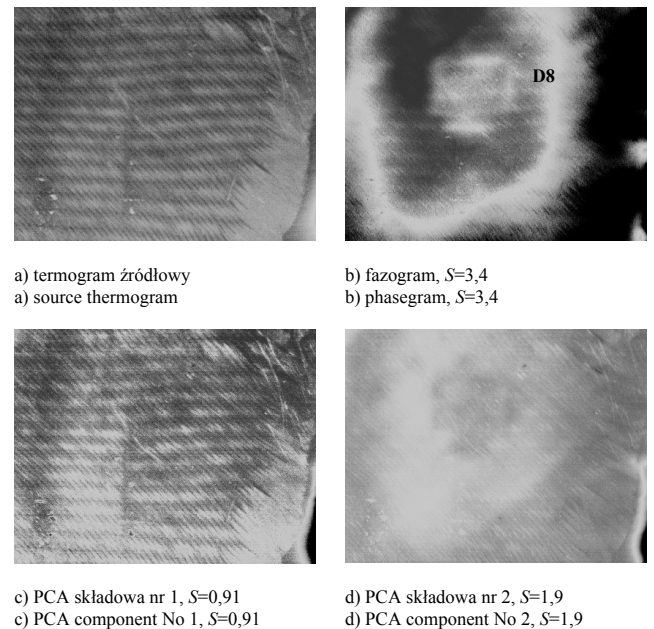 D8
a) termogram źródłowy
a) source thermogram
b) fazogram, S=3,4
b) phasegram, S=3,4
c) PCA składowa nr 1, S=0,91
c) PCA component No 1, S=0,91
d) PCA składowa nr 2, S=1,9
d) PCA component No 2, S=1,9